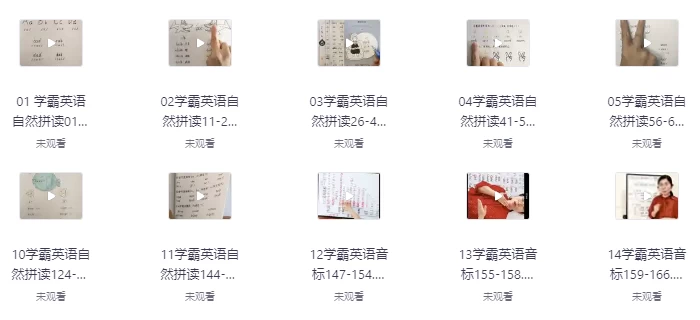 01 学霸英语
自然拼读01...
未观看
02学霸英语自
然拼读11-2...
未观看
03学霸英语自
然拼读26-4...
未观看
04学霸英语自
然拼读41-5...
未观看
05学霸英语自
然拼读56-6...
未观看
10学霸英语自
然拼读124-...
未观看
11学霸英语自
然拼读144-...
未观看
12学霸英语音
标147-154....
未观看
13学霸英语音
标155-158....
未观看
14学霸英语音
标159-166....
未观看